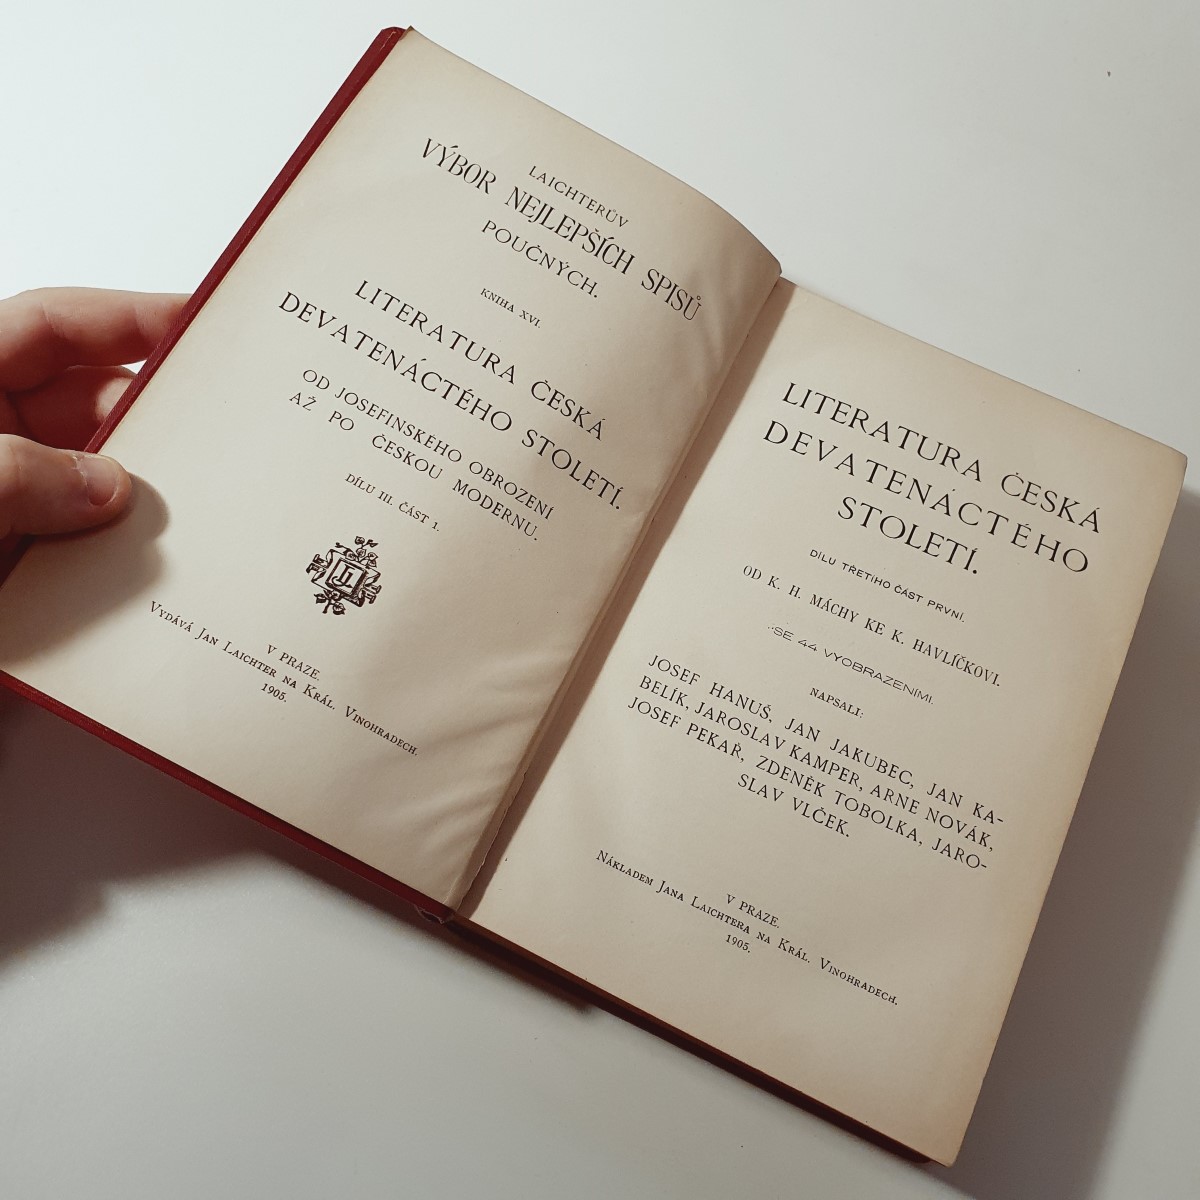 LAICHTERŮV
VÝBOR NEJLEPŠÍCH SPISŮ
POUČNÝCH.
KNIHA XVI.
LITERATURA ČESKÁ
DEVATENÁCTÉHO STOLETÍ.
OD JOSEFINSKÉHO OBROZENÍ
AŽ PO ČESKOU MODERNU.
DÍLU III. ČÁST 1.
JL
V PRAZE.
VYDÁVÁ JAN LAICHTER NA KRÁL. VINOHRADECH.
1905.
LITERATURA ČESKÁ
DEVATENÁCTÉHO
STOLETÍ.
DÍLU TŘETIHO ČÁST PRVNÍ.
OD K. H. MÁCHY KE K. HAVLÍČKOVI.
SE 44 VYOBRAZENÍMI.
NAPSALI:
JOSEF HANUŠ, JAN JAKUBEC, JAN KA-
BELÍK, JAROSLAV KAMPER, ARNE NOVÁK,
JOSEF PEKAŘ, ZDENĚK TOBOLKA, JARO-
SLAV VLČEK.
V PRAZE.
NÁKLADEM JANA LAICHTERA NA KRÁL. VINOHRADECH.
1905.